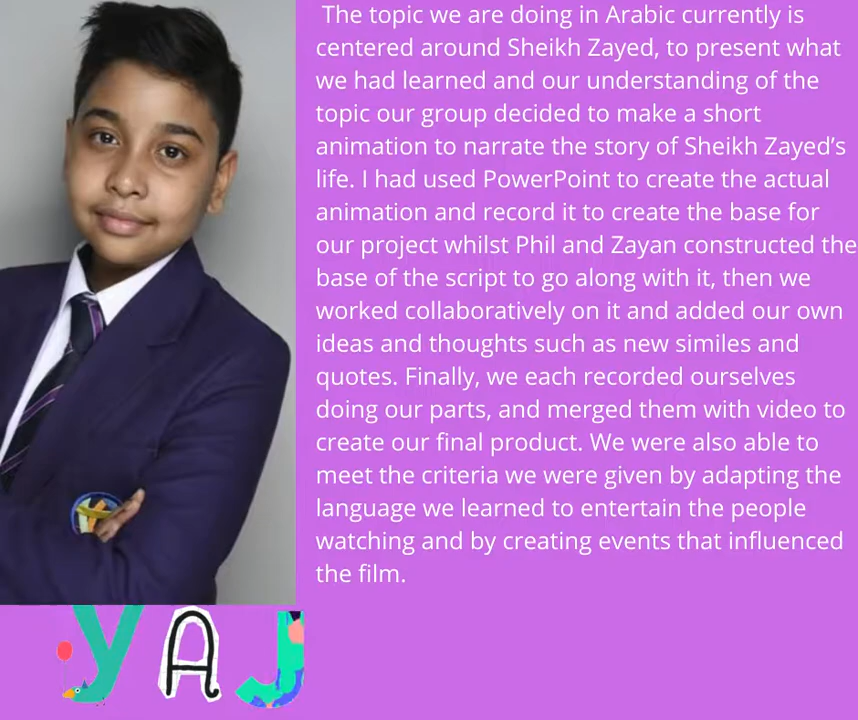 The topic we are doing in Arabic currently is
centered around Sheikh Zayed, to present what
we had learned and our understanding of the
topic our group decided to make a short
animation to narrate the story of Sheikh Zayed’s
life. I had used PowerPoint to create the actual
animation and record it to create the base for
our project whilst Phil and Zayan constructed the
base of the script to go along with it, then we
worked collaboratively on it and added our own
ideas and thoughts such as new similes and
quotes. Finally, we each recorded ourselves
doing our parts, and merged them with video to
create our final product. We were also able to
meet the criteria we were given by adapting the
language we learned to entertain the people
watching and by creating events that influenced
the film.
yAJ